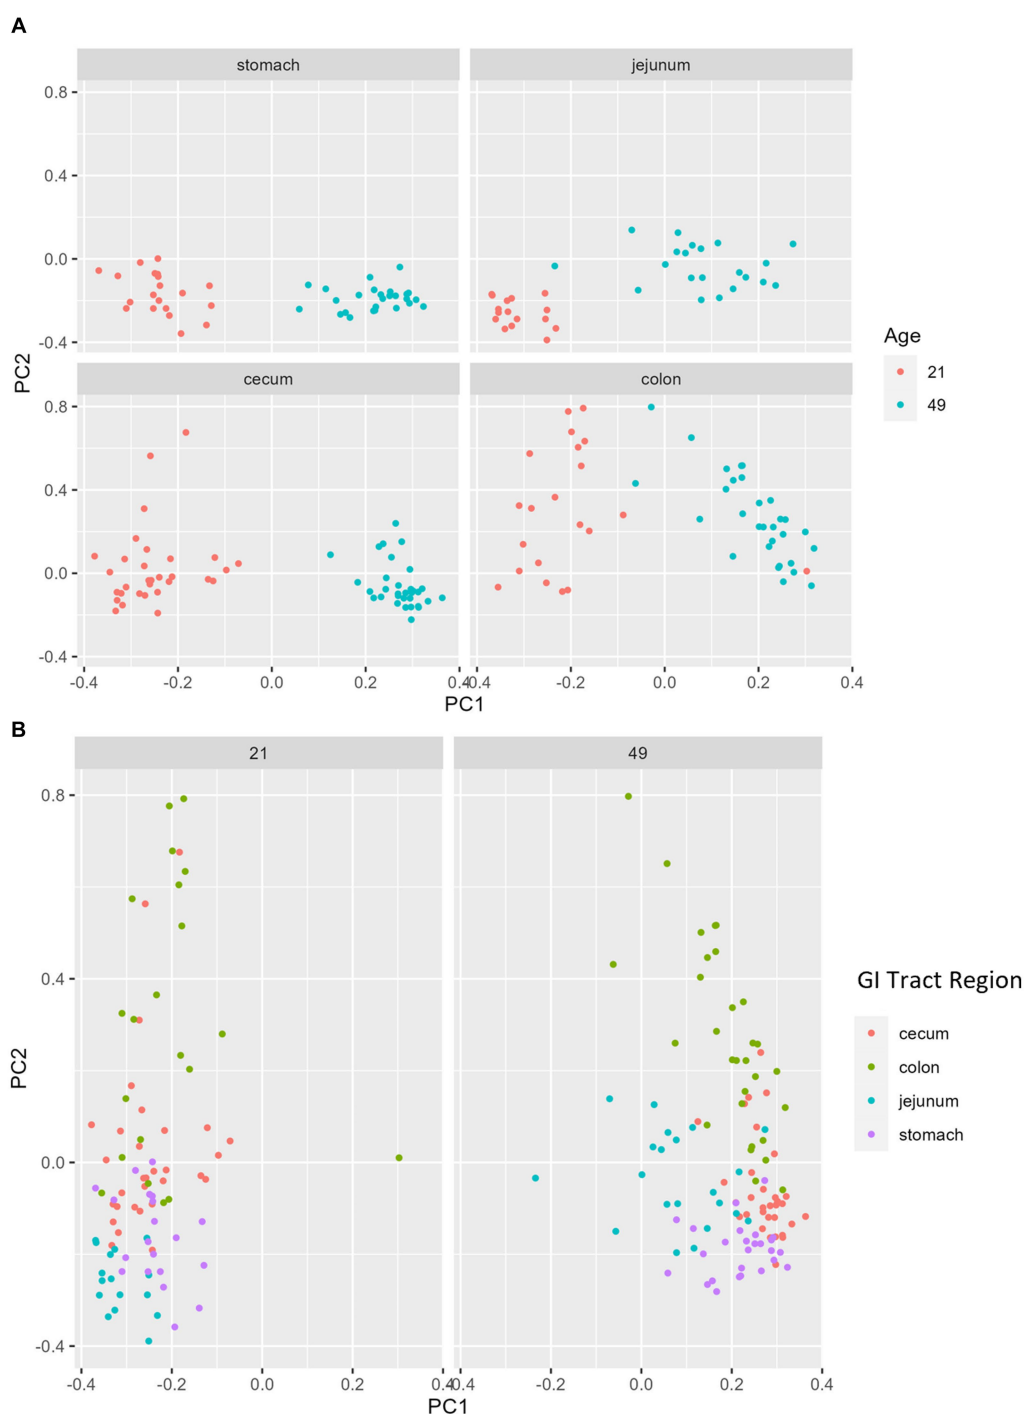 A
stomach jejunum
0.8
0.4
0.0
-0.4
cecum colon
0.8
0.4
0.0
-0.4
-0.4 -0.2 0.0 0.2 0.4 -0.4 -0.2 0.0 0.2 0.4
PC1
PC2
Age
21
49
B
21 49
0.8
0.4
0.0
-0.4
-0.4 -0.2 0.0 0.2 0.4 -0.4 -0.2 0.0 0.2 0.4
PC1
PC2
GI Tract Region
cecum
colon
jejunum
stomach